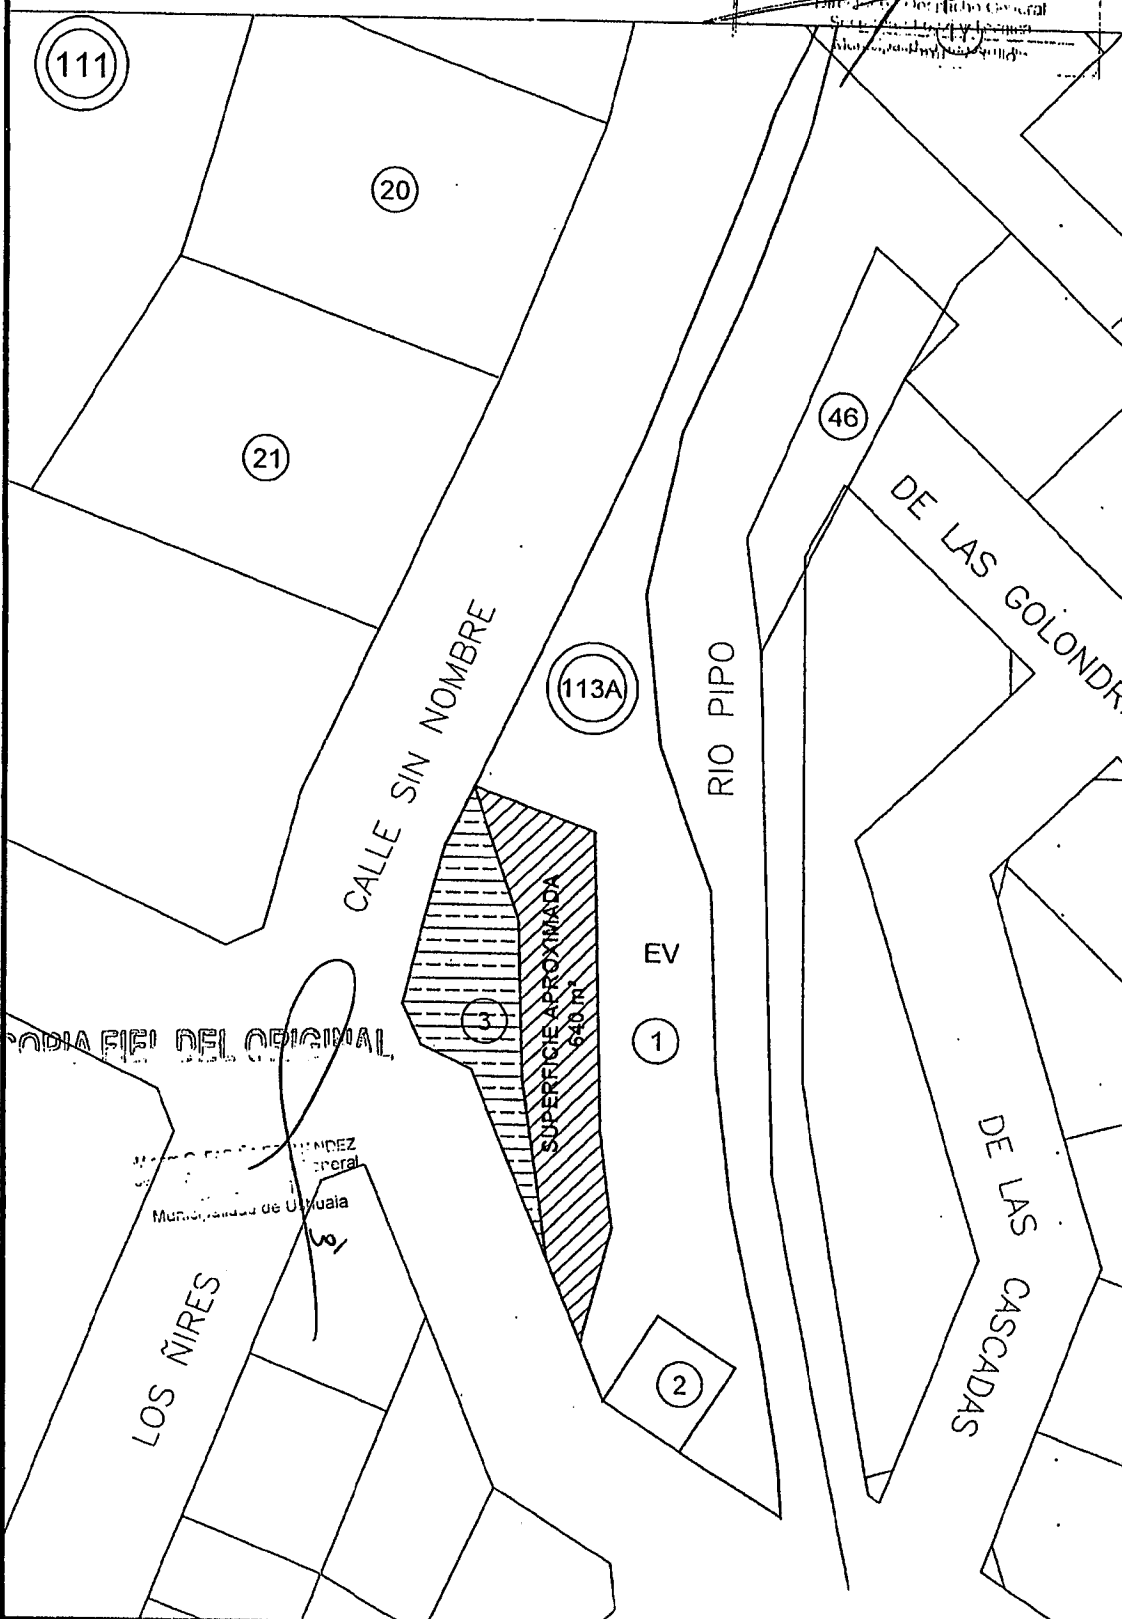 111
20
21
46
DE LAS GOLONDR
CALLE SIN NOMBRE
113A
RIO PIPO
SUPERFICIE APROXIMADA
640 m²
EV
3
1
COPIA FIEL DEL ORIGINAL
Municipalidad de Ushuaia
LOS ÑIRES
2
DE LAS CASCADAS